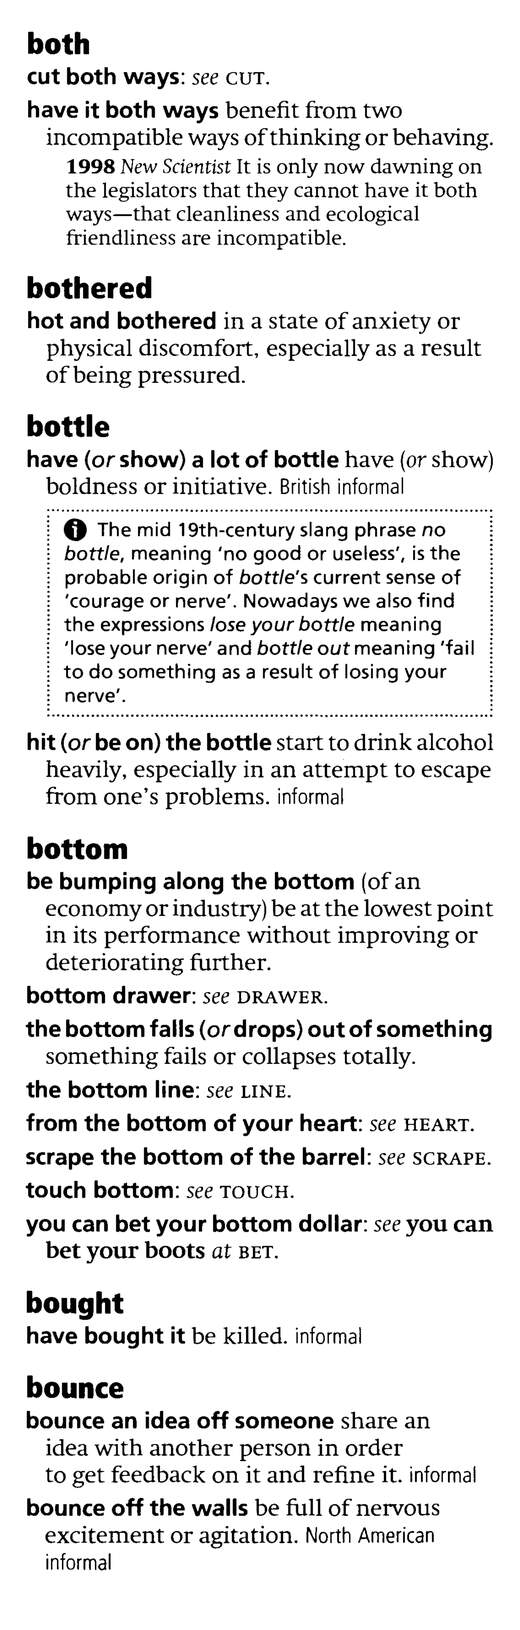 both
cut both ways: see CUT.
have it both ways benefit from two
incompatible ways of thinking or behaving.
1998 New Scientist It is only now dawning on
the legislators that they cannot have it both
ways—that cleanliness and ecological
friendliness are incompatible.
bothered
hot and bothered in a state of anxiety or
physical discomfort, especially as a result
of being pressured.
bottle
have (or show) a lot of bottle have (or show)
boldness or initiative. British informal
i The mid 19th-century slang phrase no
bottle, meaning 'no good or useless', is the
probable origin of bottle's current sense of
'courage or nerve'. Nowadays we also find
the expressions lose your bottle meaning
'lose your nerve' and bottle out meaning 'fail
to do something as a result of losing your
nerve'.
hit (or be on) the bottle start to drink alcohol
heavily, especially in an attempt to escape
from one's problems. informal
bottom
be bumping along the bottom (of an
economy or industry) be at the lowest point
in its performance without improving or
deteriorating further.
bottom drawer: see DRAWER.
the bottom falls (or drops) out of something
something fails or collapses totally.
the bottom line: see LINE.
from the bottom of your heart: see HEART.
scrape the bottom of the barrel: see SCRAPE.
touch bottom: see TOUCH.
you can bet your bottom dollar: see you can
bet your boots at BET.
bought
have bought it be killed. informal
bounce
bounce an idea off someone share an
idea with another person in order
to get feedback on it and refine it. informal
bounce off the walls be full of nervous
excitement or agitation. North American
informal